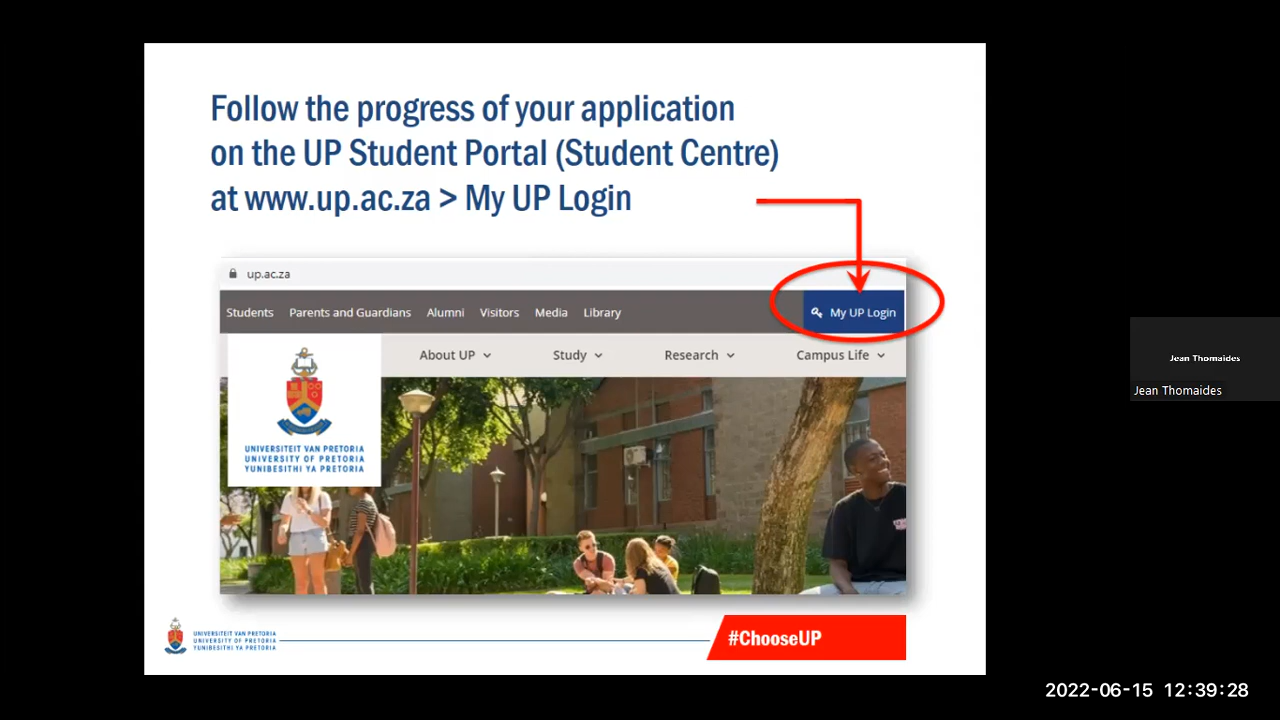 Follow the progress of your application
on the UP Student Portal (Student Centre)
at www.up.ac.za > My UP Login
up.ac.za
Students Parents and Guardians Alumni Visitors Media Library My UP Login
About UP Study Research Campus Life
UNIVERSITEIT VAN PRETORIA
UNIVERSITY OF PRETORIA
YUNIBESITHI YA PRETORIA
Jean Thomaides
Jean Thomaides
UNIVERSITEIT VAN PRETORIA
UNIVERSITY OF PRETORIA
YUNIBESITHI YA PRETORIA
#ChooseUP
2022-06-15 12:39:28